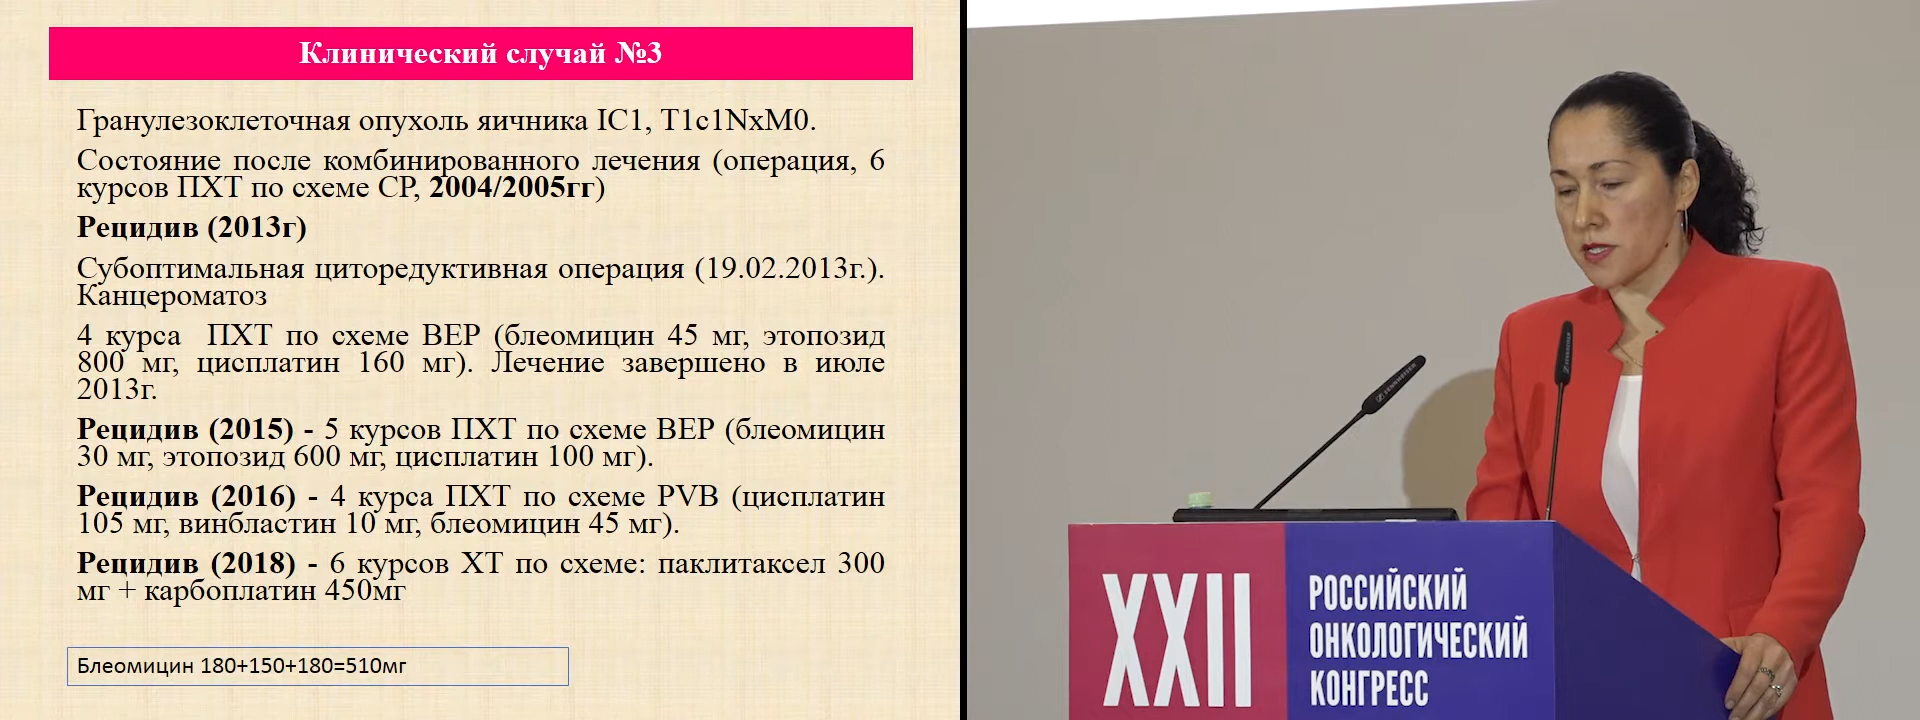 Клинический случай №3
Гранулезоклеточная опухоль яичника IC1, T1c1NxM0.
Состояние после комбинированного лечения (операция, 6
курсов ПХТ по схеме CP, 2004/2005гг)
Рецидив (2013г)
Субоптимальная циторедуктивная операция (19.02.2013г.).
Канцероматоз
4 курса ПХТ по схеме BEP (блеомицин 45 мг, этопозид
800 мг, цисплатин 160 мг). Лечение завершено в июле
2013г.
Рецидив (2015) - 5 курсов ПХТ по схеме BEP (блеомицин
30 мг, этопозид 600 мг, цисплатин 100 мг).
Рецидив (2016) - 4 курса ПХТ по схеме PVB (цисплатин
105 мг, винбластин 10 мг, блеомицин 45 мг).
Рецидив (2018) - 6 курсов ХТ по схеме: паклитаксел 300
мг + карбоплатин 450мг
Блеомицин 180+150+180=510мг
SENNHEISER
XXII
РОССИЙСКИЙ
ОНКОЛОГИЧЕСКИЙ
КОНГРЕСС